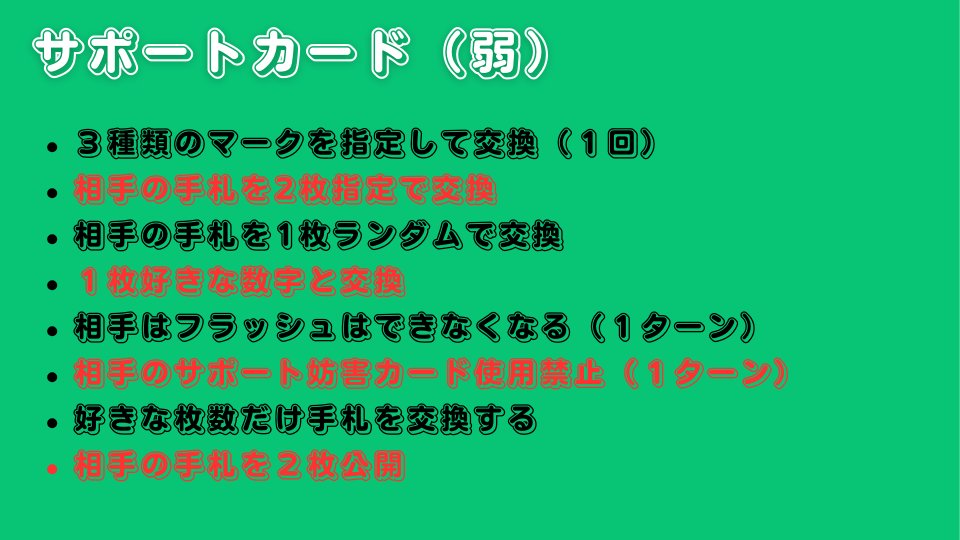 サポートカード（弱）
・３種類のマークを指定して交換（１回）
・相手の手札を2枚指定で交換
・相手の手札を1枚ランダムで交換
・１枚好きな数字と交換
・相手はフラッシュはできなくなる（１ターン）
・相手のサポート妨害カード使用禁止（１ターン）
・好きな枚数だけ手札を交換する
・相手の手札を２枚公開